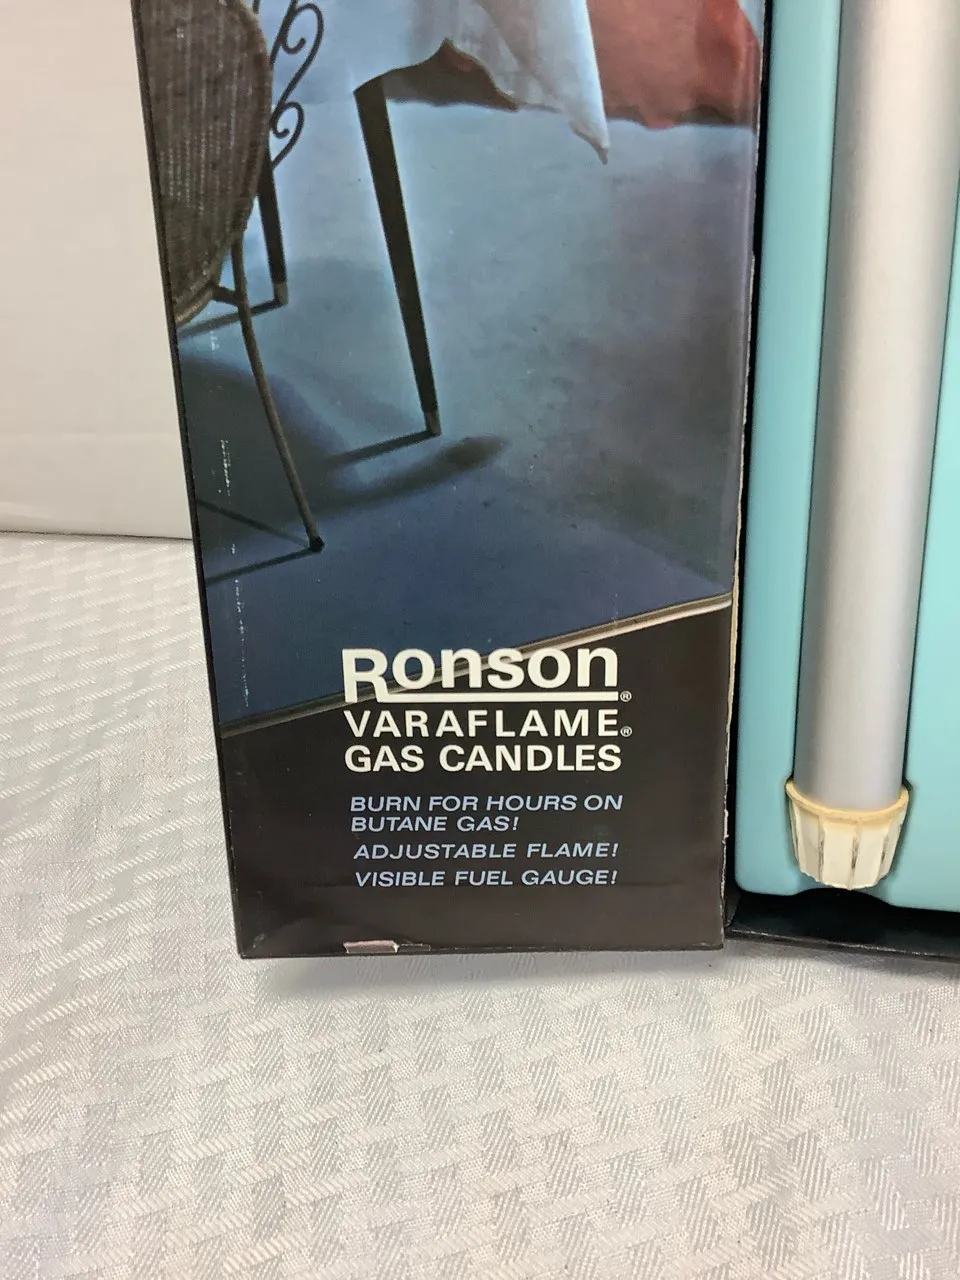 Ronson®
VARAFLAME®
GAS CANDLES
BURN FOR HOURS ON
BUTANE GAS!
ADJUSTABLE FLAME!
VISIBLE FUEL GAUGE!